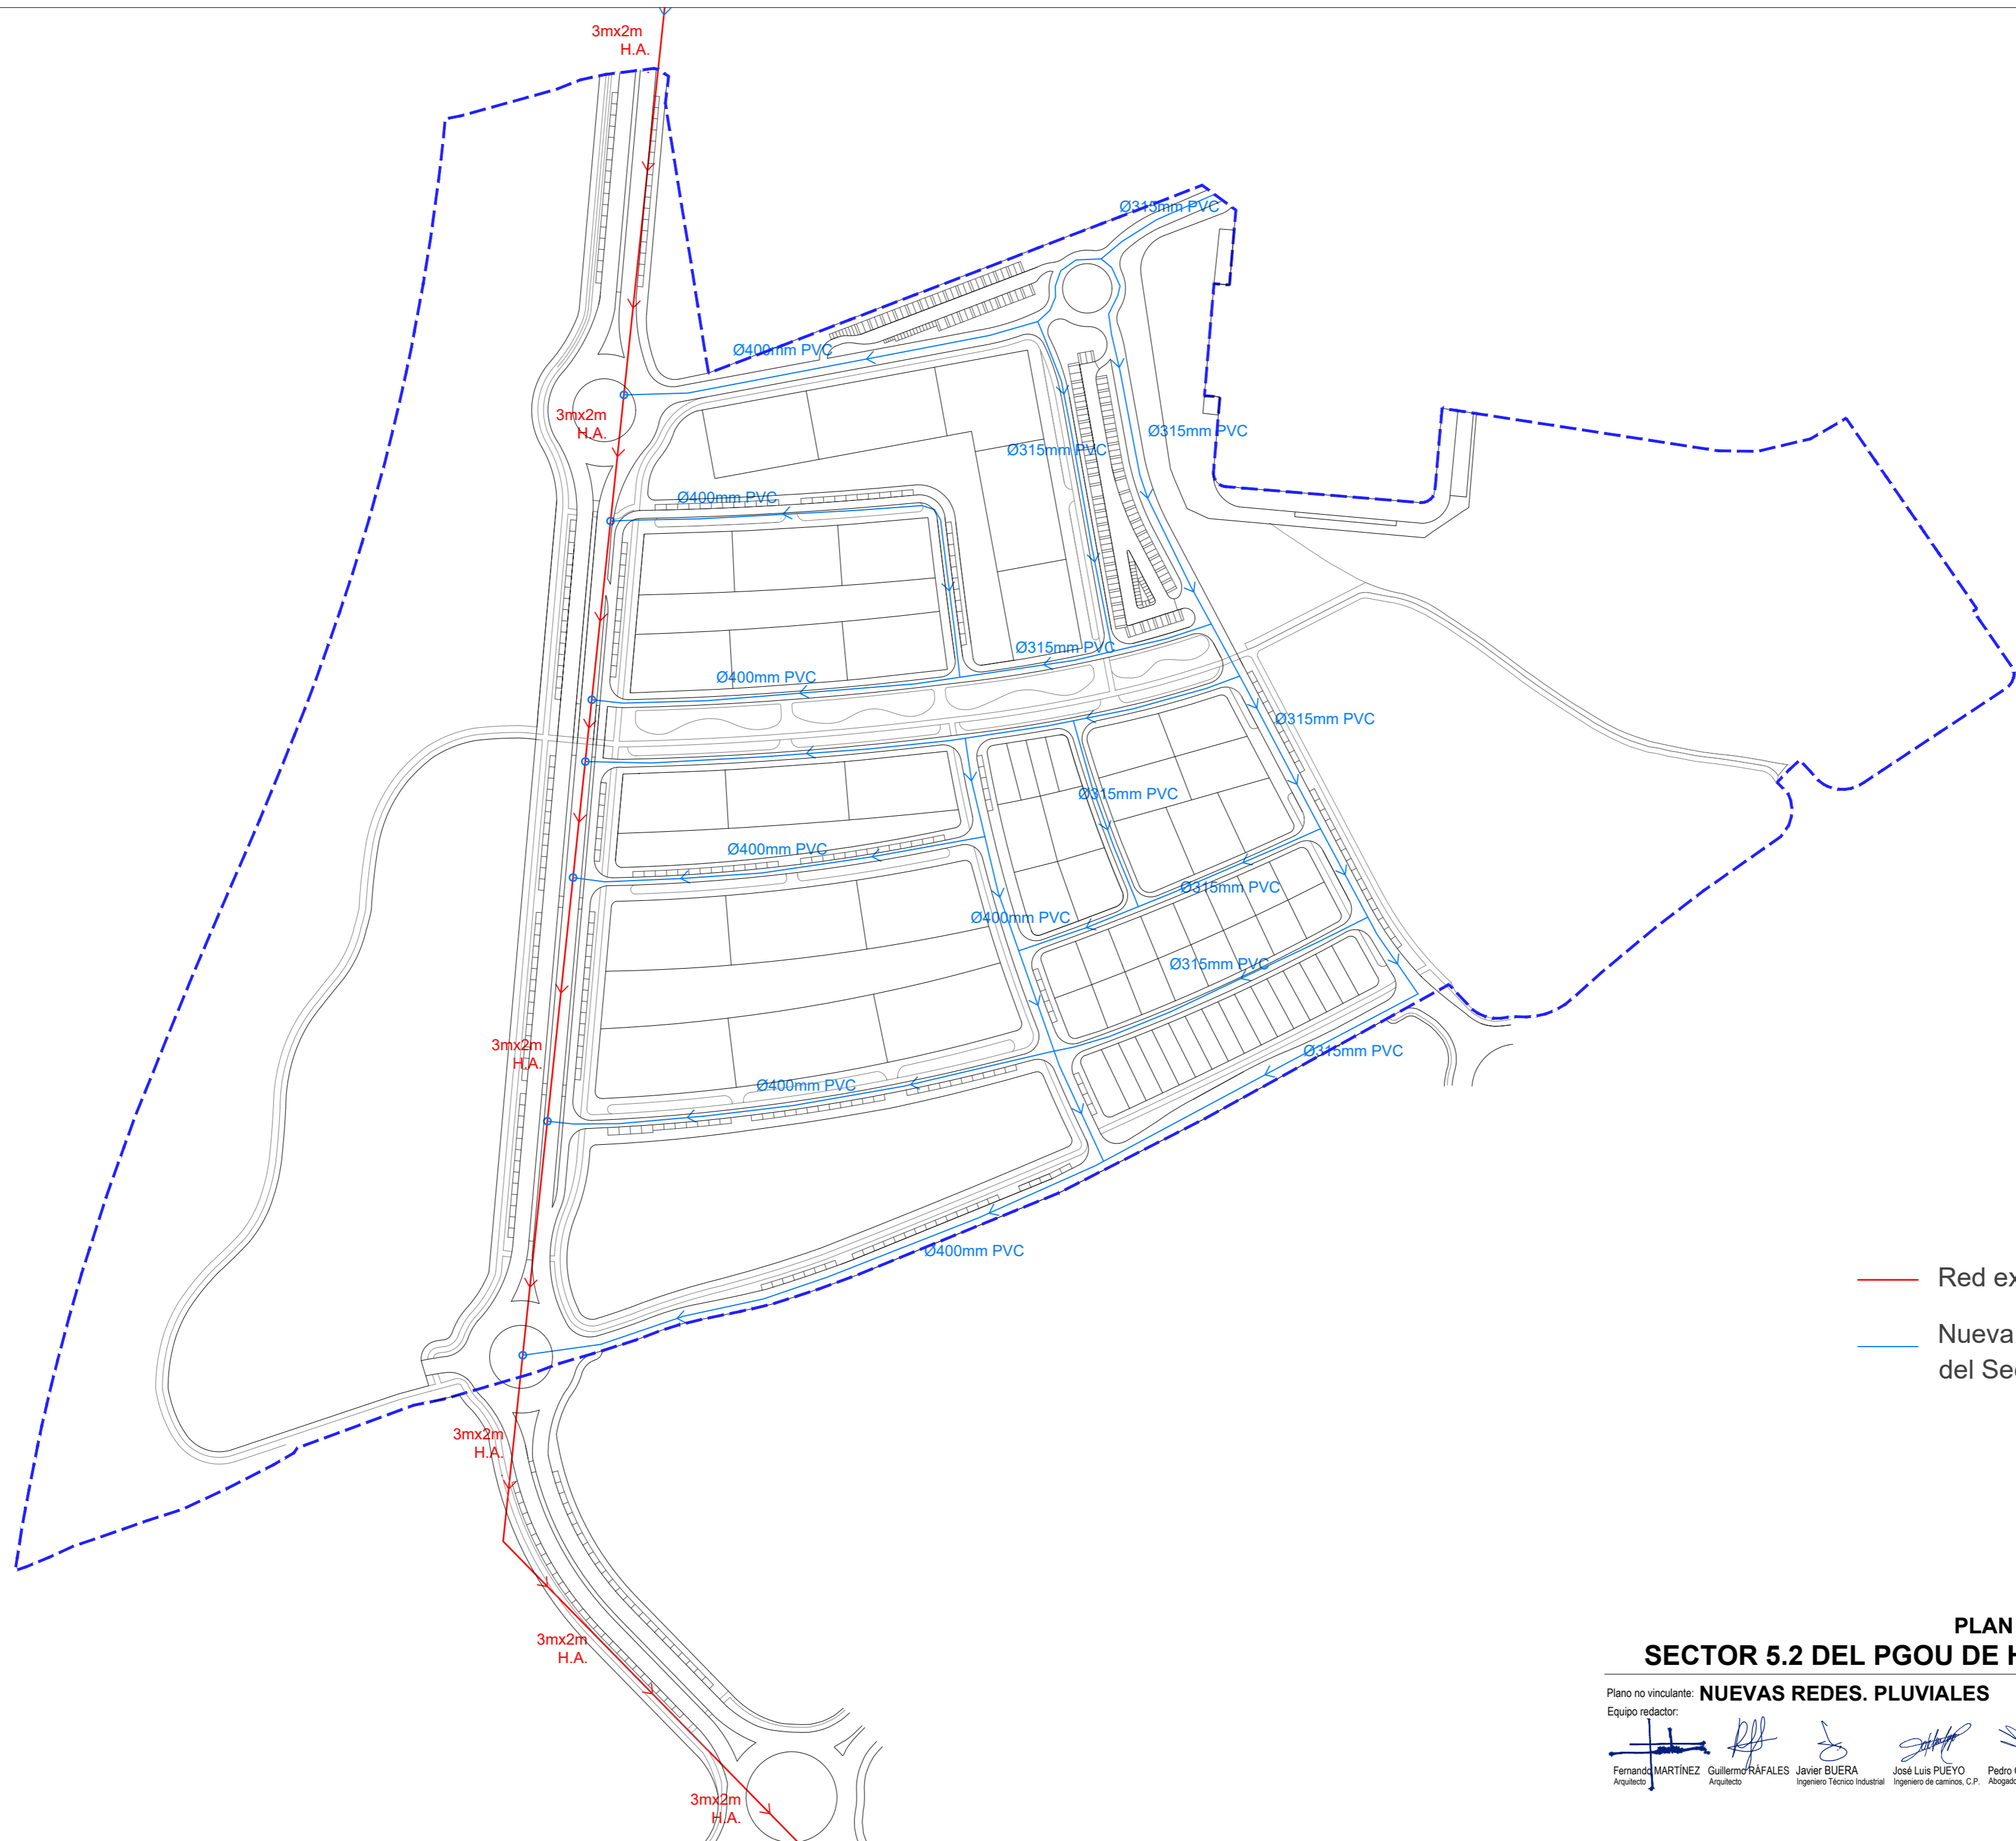 3mx2m
H.A.
Ø315mm PVC
Ø400mm PVC
3mx2m
H.A.
Ø315mm PVC
Ø315mm PVC
Ø400mm PVC
Ø315mm PVC
Ø400mm PVC
Ø315mm PVC
Ø315mm PVC
Ø400mm PVC
Ø315mm PVC
Ø400mm PVC
Ø315mm PVC
3mx2m
H.A.
Ø315mm PVC
Ø400mm PVC
Ø400mm PVC
Red ex
Nueva
del Se
3mx2m
H.A.
3mx2m
H.A.
3mx2m
H.A.
PLAN
SECTOR 5.2 DEL PGOU DE H
Plano no vinculante: NUEVAS REDES. PLUVIALES
Equipo redactor:
Fernando MARTÍNEZ Guillermo RÁFALES Javier BUERA José Luis PUEYO Pedro
Arquitecto Arquitecto Ingeniero Técnico Industrial Ingeniero de caminos, C.P. Abogado